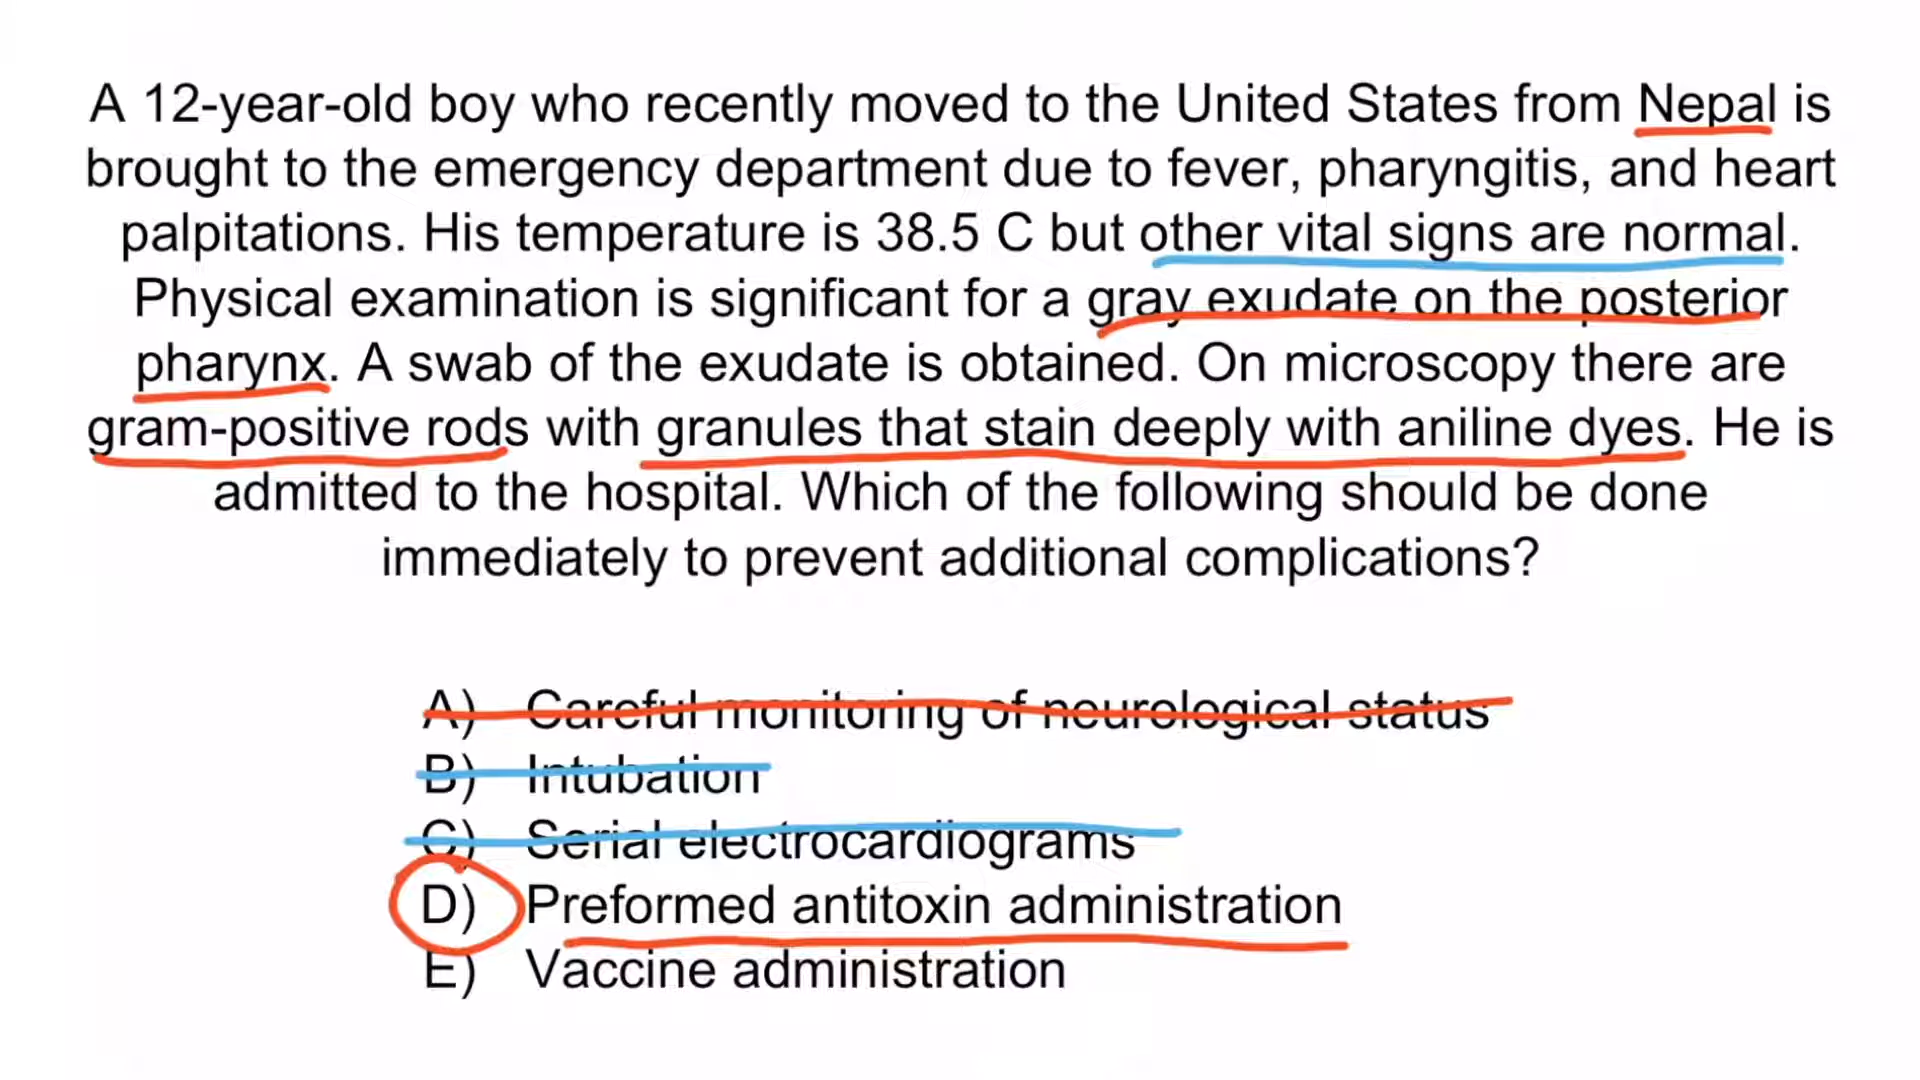 A 12-year-old boy who recently moved to the United States from Nepal is
brought to the emergency department due to fever, pharyngitis, and heart
palpitations. His temperature is 38.5 C but other vital signs are normal.
Physical examination is significant for a gray exudate on the posterior
pharynx. A swab of the exudate is obtained. On microscopy there are
gram-positive rods with granules that stain deeply with aniline dyes. He is
admitted to the hospital. Which of the following should be done
immediately to prevent additional complications?
A) Careful monitoring of neurological status
B) Intubation
C) Serial electrocardiograms
D) Preformed antitoxin administration
E) Vaccine administration